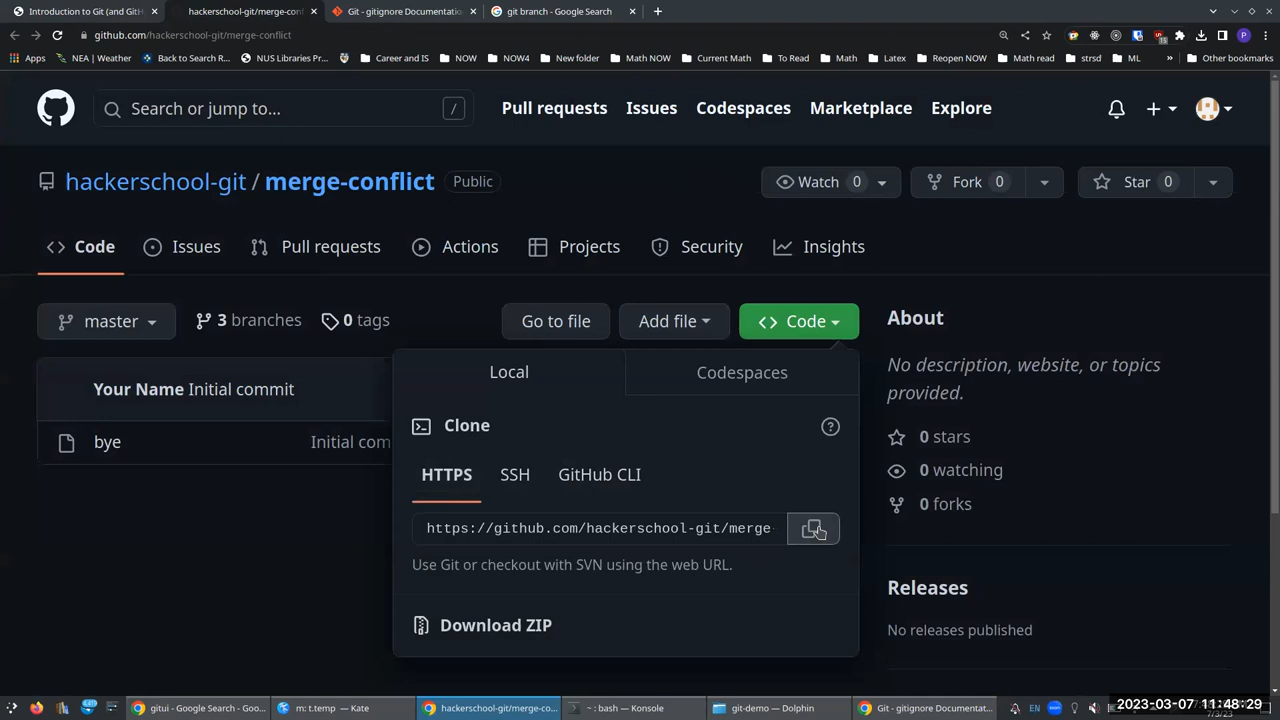 Introduction to Git (and GitH
hackerschool-git/merge-conf
Git - gitignore Documentatio
git branch - Google Search
github.com/hackerschool-git/merge-conflict
Apps
NEA | Weather
Back to Search R...
NUS Libraries Pr...
Career and IS
NOW
NOW4
New folder
Math NOW
Current Math
To Read
Math
Latex
Reopen NOW
Math read
strsd
ML
»
Other bookmarks
Search or jump to...
/
Pull requests
Issues
Codespaces
Marketplace
Explore
hackerschool-git / merge-conflict
Public
Watch 0
Fork 0
Star 0
Code
Issues
Pull requests
Actions
Projects
Security
Insights
master
3 branches
0 tags
Go to file
Add file
Code
About
Local
Codespaces
No description, website, or topics
provided.
Your Name Initial commit
Clone
0 stars
bye
Initial com
0 watching
HTTPS
SSH
GitHub CLI
0 forks
https://github.com/hackerschool-git/merge-
Use Git or checkout with SVN using the web URL.
Releases
Download ZIP
No releases published
gitui - Google Search - Goo...
m: t.temp — Kate
hackerschool-git/merge-co...
~ : bash — Konsole
git-demo — Dolphin
Git - gitignore Documentati...
EN
2023-03-07 11:48:29
7/3/23